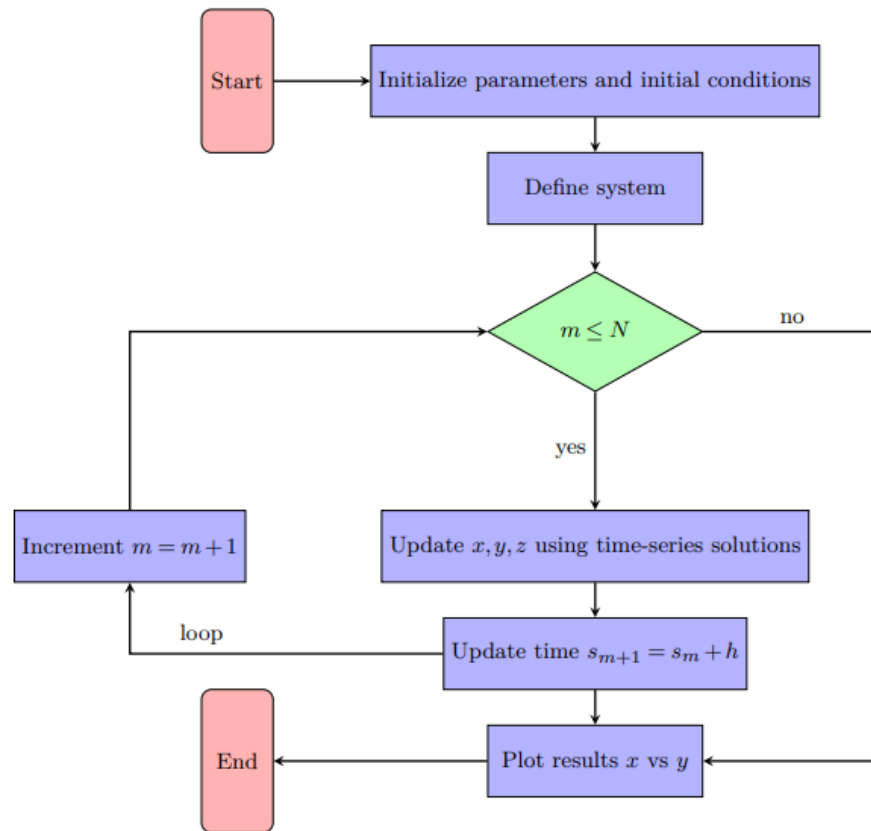 Start
Initialize parameters and initial conditions
Define system
m ≤ N
no
yes
Increment m = m + 1
Update x, y, z using time-series solutions
loop
Update time s_{m+1} = s_m + h
End
Plot results x vs y